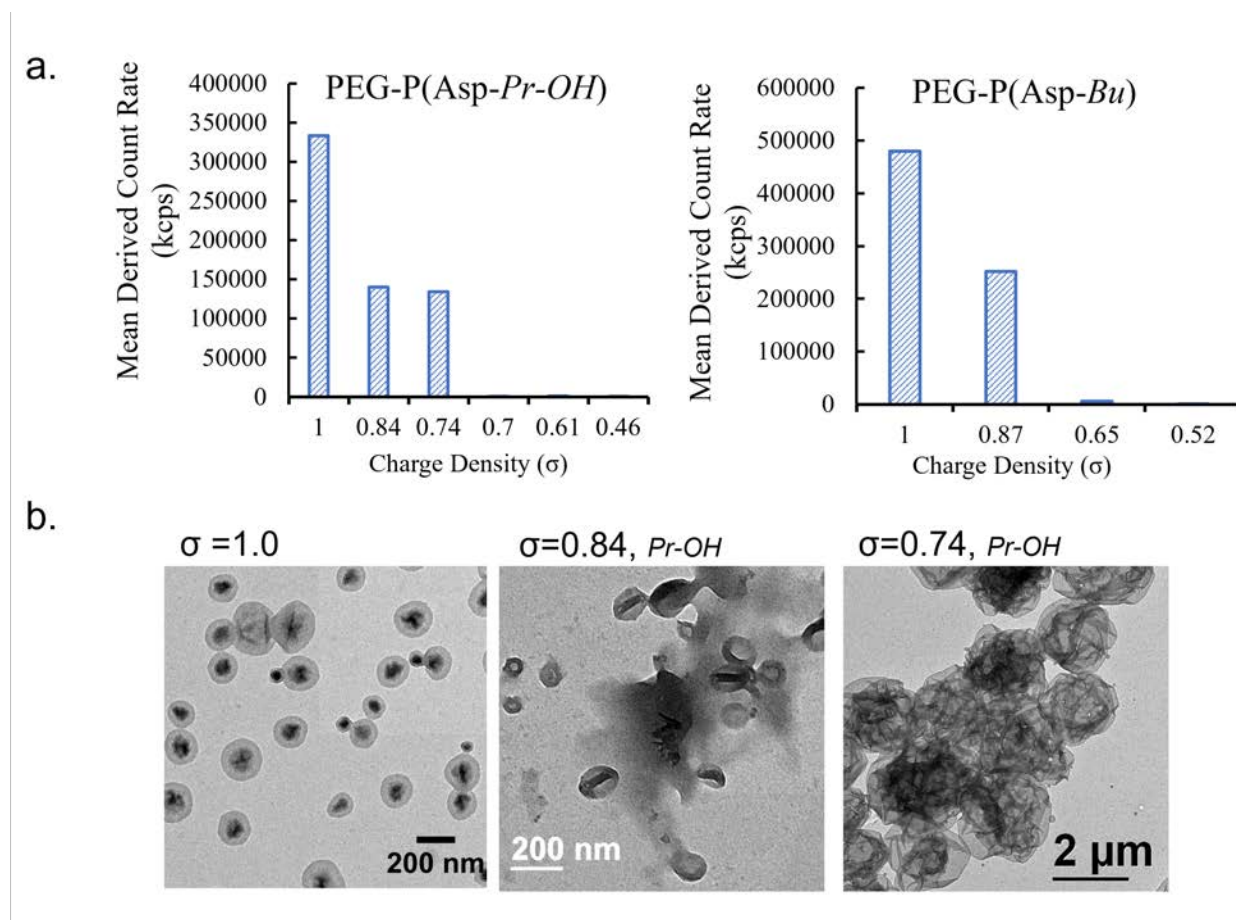 a.
PEG-P(Asp-Pr-OH)
Mean Derived Count Rate
(kcps)
400000
350000
300000
250000
200000
150000
100000
50000
0
1 0.84 0.74 0.7 0.61 0.46
Charge Density (σ)
PEG-P(Asp-Bu)
Mean Derived Count Rate
(kcps)
600000
500000
400000
300000
200000
100000
0
1 0.87 0.65 0.52
Charge Density (σ)
b.
σ =1.0
200 nm
σ=0.84, Pr-OH
200 nm
σ=0.74, Pr-OH
2 μm